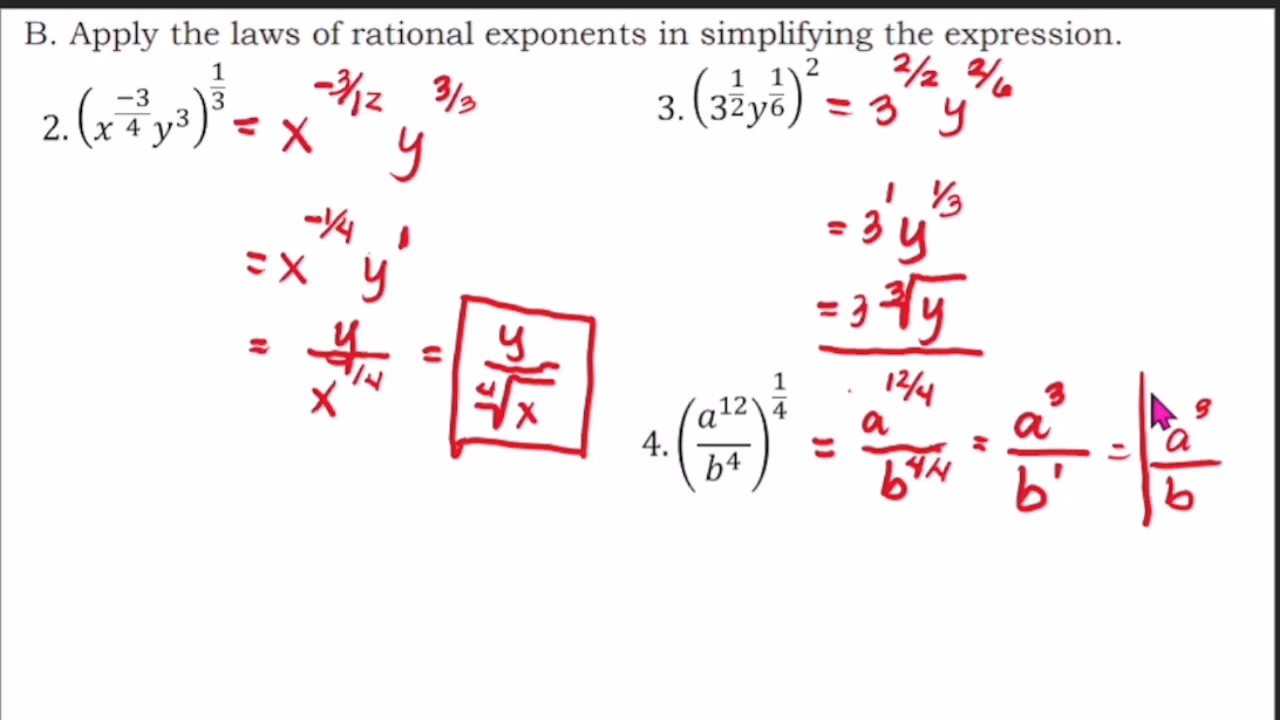 B. Apply the laws of rational exponents in simplifying the expression.
2. (x^(-3/4) y^3)^(1/3) = x^(-3/12) y^(3/3)
= x^(-1/4) y^1
= y/x^(1/4) = y/∜x
3. (3^(1/2) y^(1/6))^2 = 3^(2/2) y^(2/6)
= 3^1 y^(1/3)
= 3 ∛y
4. (a^12/b^4)^(1/4) = a^(12/4)/b^(4/4) = a^3/b^1 = a^3/b